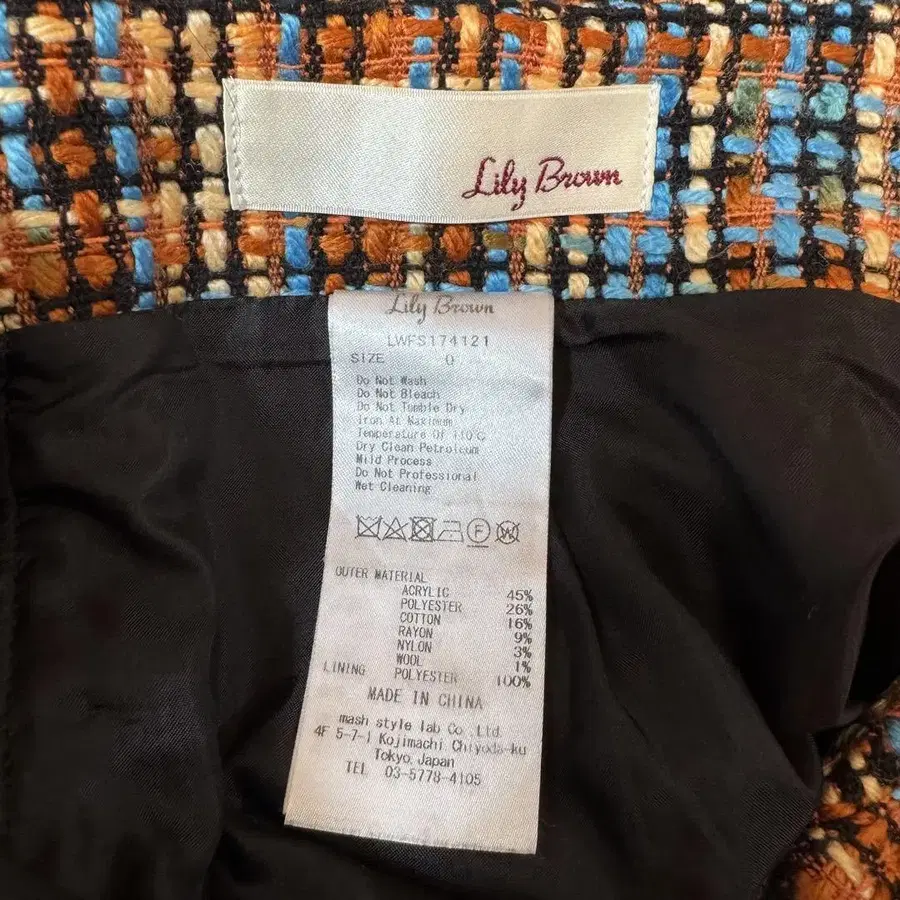 Lily Brown
Lily Brown
LWFS174121
SIZE 0
Do Not Wash
Do Not Bleach
Do Not Tumble Dry
Iron At Maximum
Temperature Of 110°C
Dry Clean Petroleum
Mild Process
Do Not Professional
Wet Cleaning
F W
OUTER MATERIAL
ACRYLIC 45%
POLYESTER 26%
COTTON 16%
RAYON 9%
NYLON 3%
WOOL 1%
LINING POLYESTER 100%
MADE IN CHINA
mash style lab Co.,Ltd.
4F 5-7-1 Kojimachi Chiyoda-ku
Tokyo, Japan
TEL 03-5778-4105